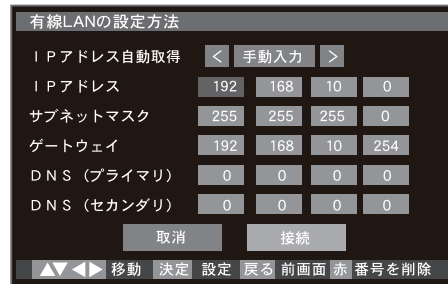 有線LANの設定方法
ＩＰアドレス自動取得 < 手動入力 >
ＩＰアドレス 192 168 10 0
サブネットマスク 255 255 255 0
ゲートウェイ 192 168 10 254
ＤＮＳ（プライマリ） 0 0 0 0
ＤＮＳ（セカンダリ） 0 0 0 0
取消 接続
▲▼◀▶ 移動 決定 設定 戻る 前画面 赤 番号を削除